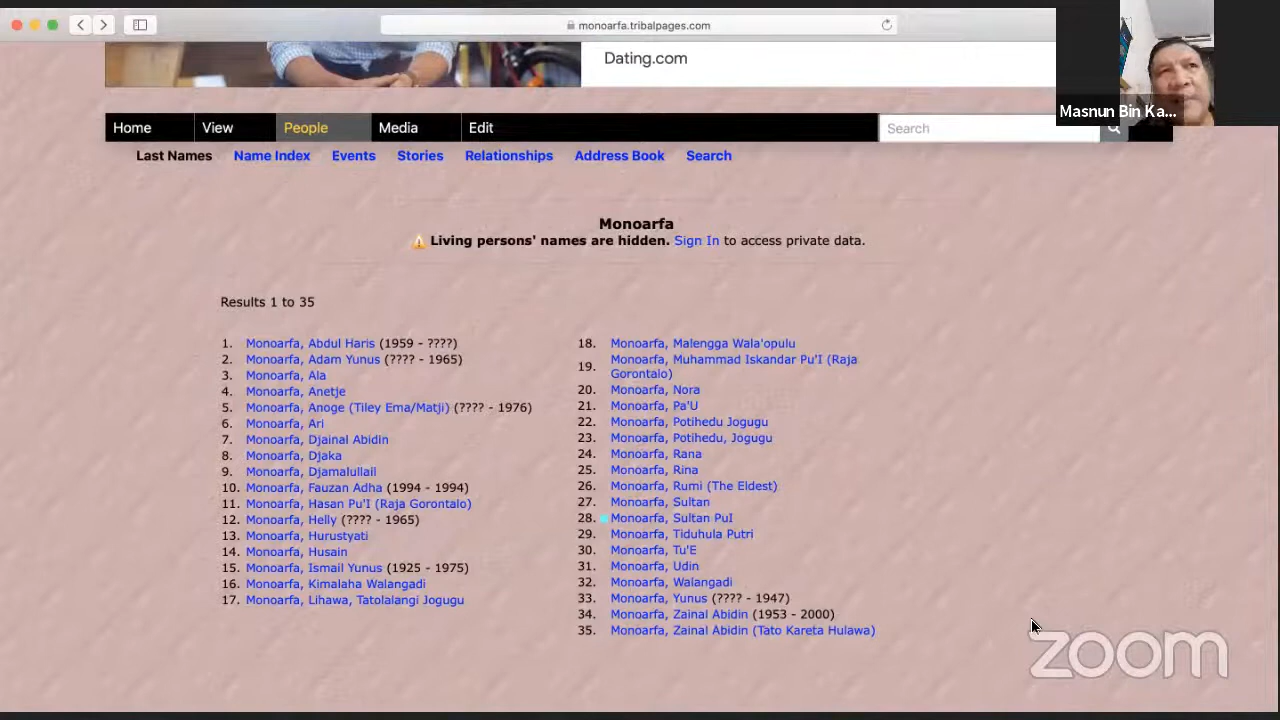 monoarfa.tribalpages.com
Dating.com
Masnun Bin Ka...
Home View People Media Edit Search
Last Names Name Index Events Stories Relationships Address Book Search
Monoarfa
Living persons' names are hidden. Sign In to access private data.
Results 1 to 35
1. Monoarfa, Abdul Haris (1959 - ????)
2. Monoarfa, Adam Yunus (???? - 1965)
3. Monoarfa, Ala
4. Monoarfa, Anetje
5. Monoarfa, Anoge (Tiley Ema/Matji) (???? - 1976)
6. Monoarfa, Ari
7. Monoarfa, Djainal Abidin
8. Monoarfa, Djaka
9. Monoarfa, Djamalullail
10. Monoarfa, Fauzan Adha (1994 - 1994)
11. Monoarfa, Hasan Pu'I (Raja Gorontalo)
12. Monoarfa, Helly (???? - 1965)
13. Monoarfa, Hurustyati
14. Monoarfa, Husain
15. Monoarfa, Ismail Yunus (1925 - 1975)
16. Monoarfa, Kimalaha Walangadi
17. Monoarfa, Lihawa, Tatolalangi Jogugu
18. Monoarfa, Malengga Wala'opulu
19. Monoarfa, Muhammad Iskandar Pu'I (Raja
Gorontalo)
20. Monoarfa, Nora
21. Monoarfa, Pa'U
22. Monoarfa, Potihedu Jogugu
23. Monoarfa, Potihedu, Jogugu
24. Monoarfa, Rana
25. Monoarfa, Rina
26. Monoarfa, Rumi (The Eldest)
27. Monoarfa, Sultan
28. Monoarfa, Sultan PuI
29. Monoarfa, Tiduhula Putri
30. Monoarfa, Tu'E
31. Monoarfa, Udin
32. Monoarfa, Walangadi
33. Monoarfa, Yunus (???? - 1947)
34. Monoarfa, Zainal Abidin (1953 - 2000)
35. Monoarfa, Zainal Abidin (Tato Kareta Hulawa)
zoom